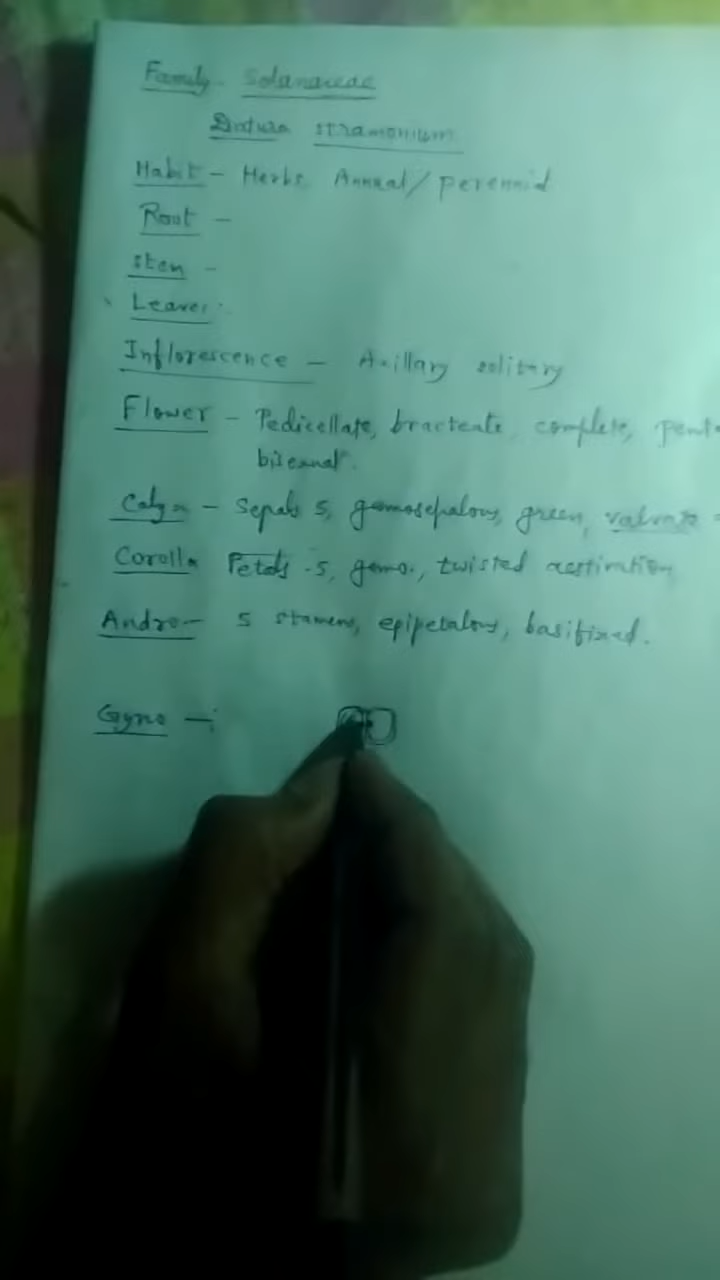 Family - Solanaceae
Datura stramonium
Habit - Herbs, Annual/perennial
Root -
Stem -
Leaves:
Inflorescence - Axillary solitary
Flower - Pedicellate, bracteate, complete, pent
bisexual.
Calyx - Sepals 5, gamosepalous, green, valvate
Corolla Petals - 5, gamo., twisted aestivation
Andro - 5 stamens, epipetalous, basifixed.
Gyno -